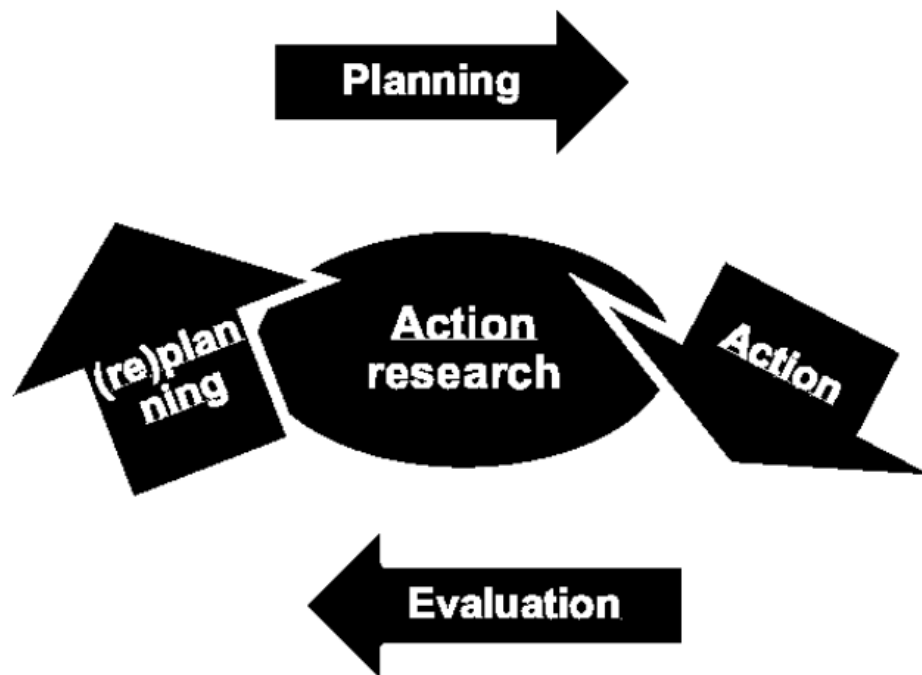 Planning
(re)plan
ning
Action
research
Action
Evaluation